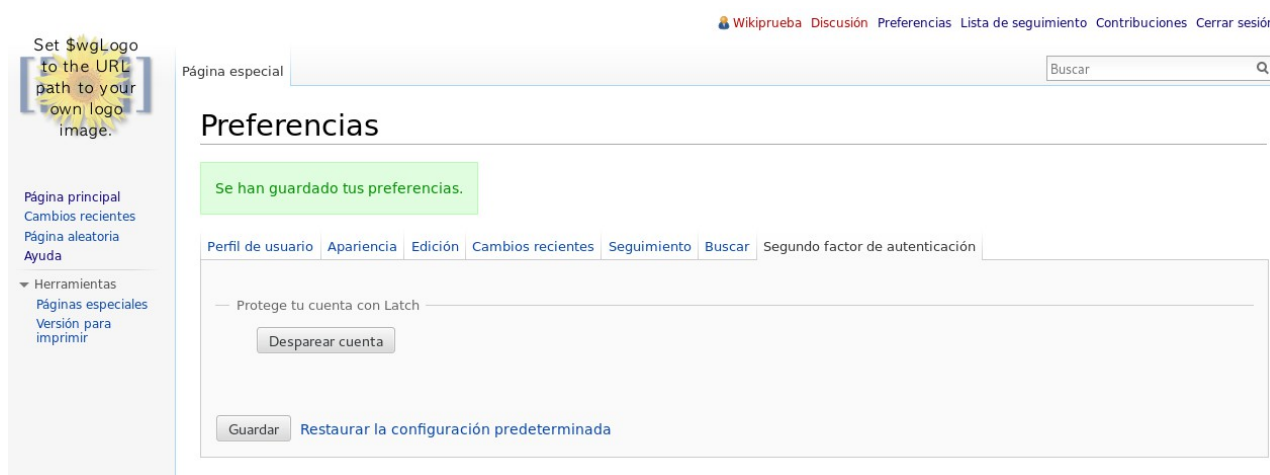 Wikiprueba Discusión Preferencias Lista de seguimiento Contribuciones Cerrar sesión
Set $wgLogo
to the URL
path to your
own logo
image.
Página especial
Buscar
Preferencias
Se han guardado tus preferencias.
Página principal
Cambios recientes
Página aleatoria
Ayuda
Herramientas
Páginas especiales
Versión para
imprimir
Perfil de usuario Apariencia Edición Cambios recientes Seguimiento Buscar Segundo factor de autenticación
Protege tu cuenta con Latch
Desparear cuenta
Guardar Restaurar la configuración predeterminada